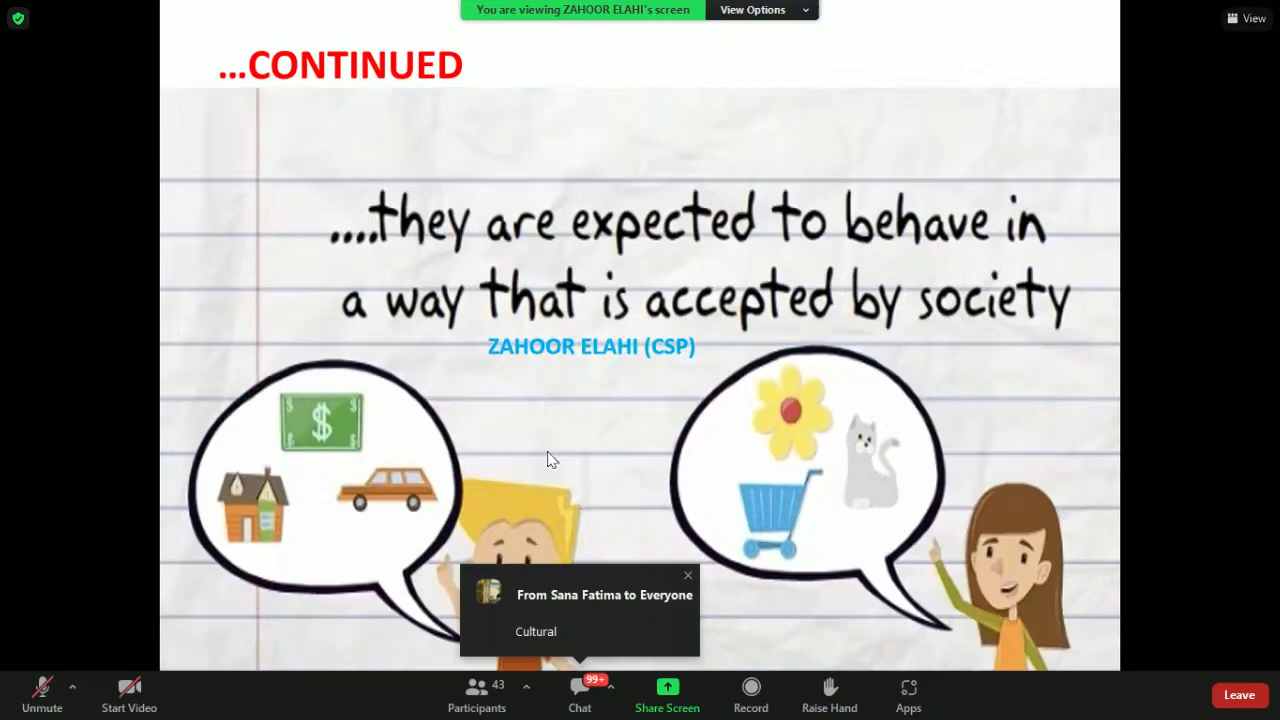 You are viewing ZAHOOR ELAHI's screen
View Options
View
...CONTINUED
....they are expected to behave in
a way that is accepted by society
ZAHOOR ELAHI (CSP)
$
$ $
$ $
From Sana Fatima to Everyone
Cultural
Unmute
Start Video
43
Participants
99+
Chat
Share Screen
Record
Raise Hand
Apps
Leave